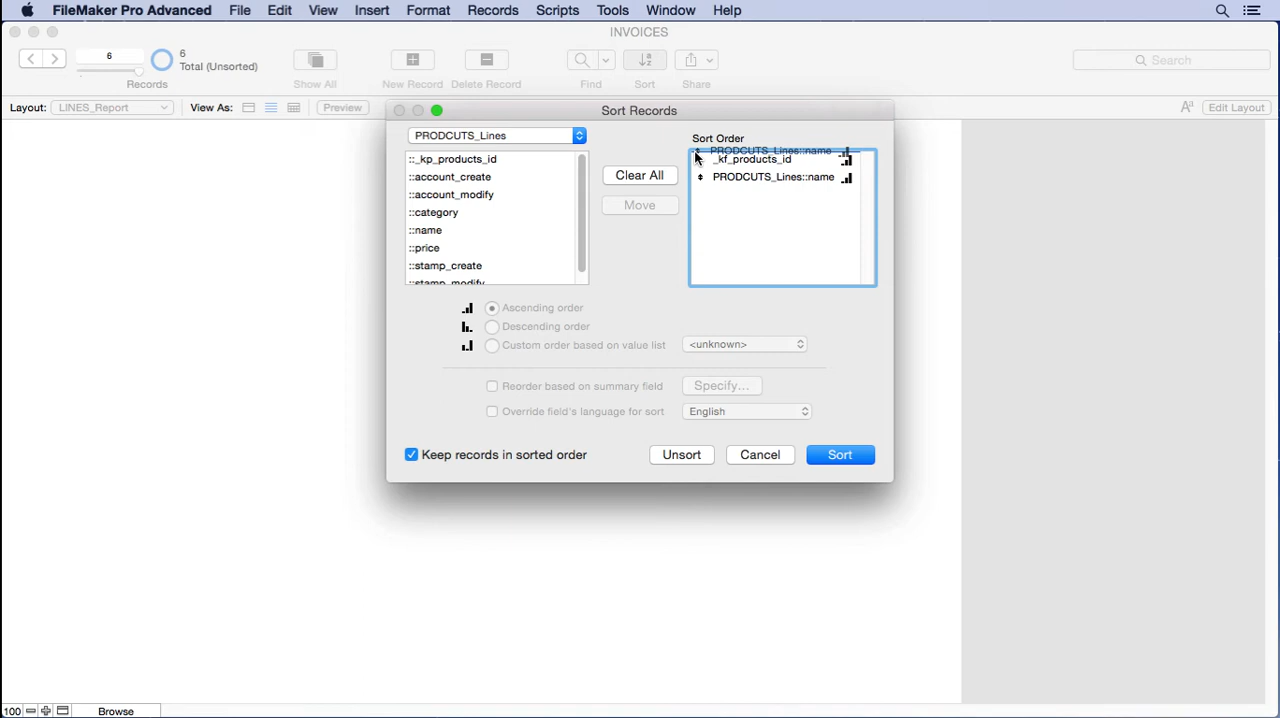 FileMaker Pro Advanced File Edit View Insert Format Records Scripts Tools Window Help
INVOICES
6
6
Total (Unsorted)
Records
Show All
New Record
Delete Record
Find
Sort
Share
Search
Layout: LINES_Report
View As:
Preview
Edit Layout
Sort Records
PRODCUTS_Lines
::_kp_products_id
::account_create
::account_modify
::category
::name
::price
::stamp_create
::stamp_modify
Clear All
Move
Sort Order
PRODCUTS_Lines::name
_kf_products_id
PRODCUTS_Lines::name
Ascending order
Descending order
Custom order based on value list
<unknown>
Reorder based on summary field
Specify...
Override field's language for sort
English
Keep records in sorted order
Unsort
Cancel
Sort
100
Browse